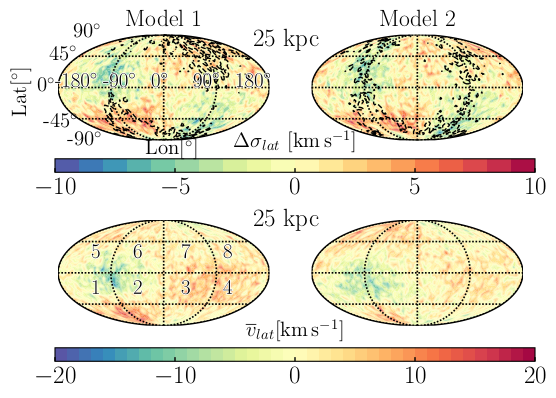 Model 1 Model 2
25 kpc
90°
45°
0° -180° -90° 0° 90° 180°
-45°
-90°
Lat[°]
Lon[°]
Δσ_lat [km s⁻¹]
−10 −5 0 5 10
25 kpc
5 6 7 8
1 2 3 4
v̅_lat[km s⁻¹]
−20 −10 0 10 20